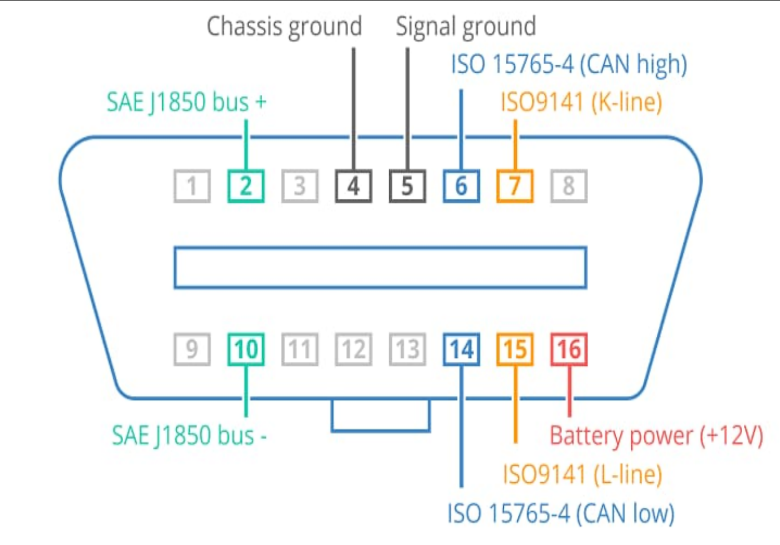 Chassis ground
Signal ground
ISO 15765-4 (CAN high)
SAE J1850 bus +
ISO9141 (K-line)
1 2 3 4 5 6 7 8
9 10 11 12 13 14 15 16
SAE J1850 bus -
Battery power (+12V)
ISO9141 (L-line)
ISO 15765-4 (CAN low)